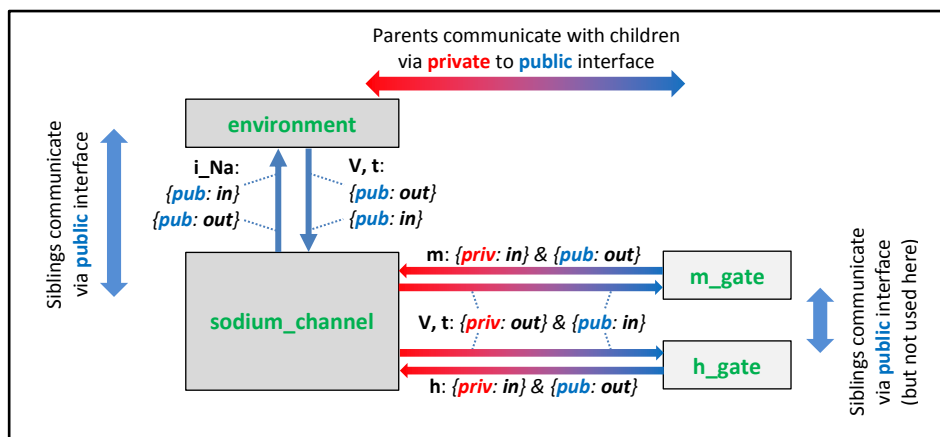 Parents communicate with children
via private to public interface
Siblings communicate
via public interface
environment
i_Na:
{pub: in}
{pub: out}
V, t:
{pub: out}
{pub: in}
sodium_channel
m: {priv: in} & {pub: out}
V, t: {priv: out} & {pub: in}
h: {priv: in} & {pub: out}
m_gate
h_gate
Siblings communicate
via public interface
(but not used here)